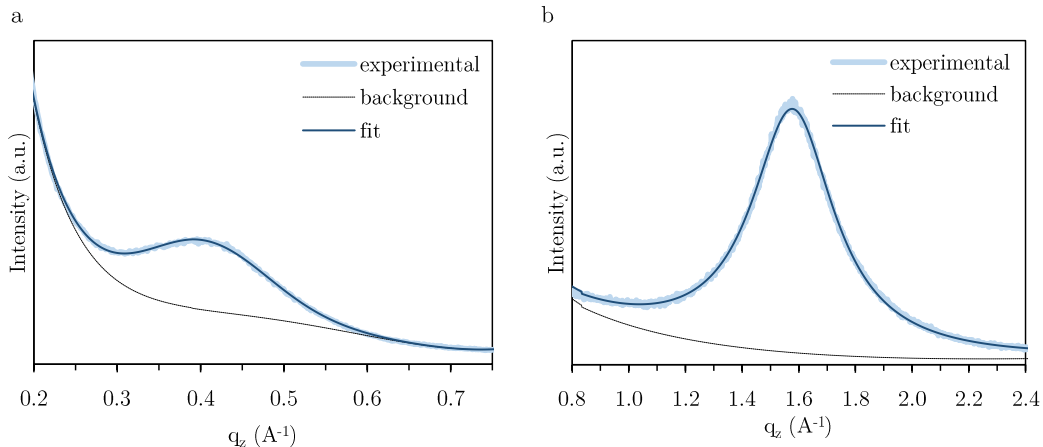 a
experimental
background
fit
Intensity (a.u.)
0.2 0.3 0.4 0.5 0.6 0.7
q_z (A⁻¹)
b
experimental
background
fit
Intensity (a.u.)
0.8 1.0 1.2 1.4 1.6 1.8 2.0 2.2 2.4
q_z (A⁻¹)